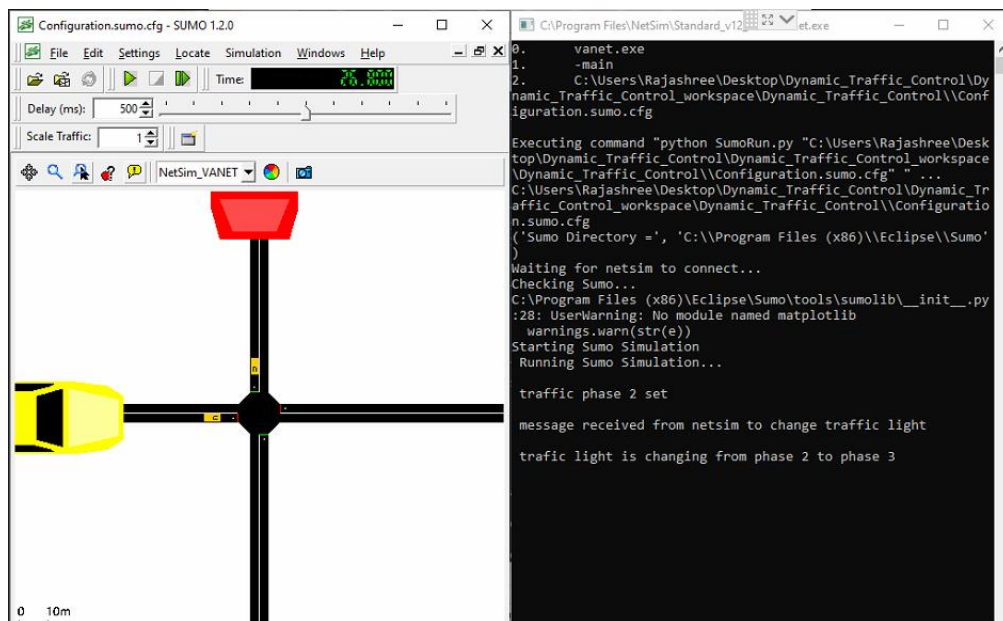 Configuration.sumo.cfg - SUMO 1.2.0
File Edit Settings Locate Simulation Windows Help
Time: 26.000
Delay (ms): 500
Scale Traffic: 1
NetSim_VANET
0 10m
C:\Program Files\NetSim\Standard_v12 et.exe
0. vanet.exe
1. -main
2. C:\Users\Rajashree\Desktop\Dynamic_Traffic_Control\Dy
namic_Traffic_Control_workspace\Dynamic_Traffic_Control\\Conf
iguration.sumo.cfg
Executing command "python SumoRun.py "C:\Users\Rajashree\Desk
top\Dynamic_Traffic_Control\Dynamic_Traffic_Control_workspace
\Dynamic_Traffic_Control\\Configuration.sumo.cfg" " ...
C:\Users\Rajashree\Desktop\Dynamic_Traffic_Control\Dynamic_Tr
affic_Control_workspace\Dynamic_Traffic_Control\\Configuratio
n.sumo.cfg
('Sumo Directory =', 'C:\\Program Files (x86)\\Eclipse\\Sumo'
)
Waiting for netsim to connect...
Checking Sumo...
C:\Program Files (x86)\Eclipse\Sumo\tools\sumolib\__init__.py
:28: UserWarning: No module named matplotlib
warnings.warn(str(e))
Starting Sumo Simulation
Running Sumo Simulation...
traffic phase 2 set
message received from netsim to change traffic light
trafic light is changing from phase 2 to phase 3